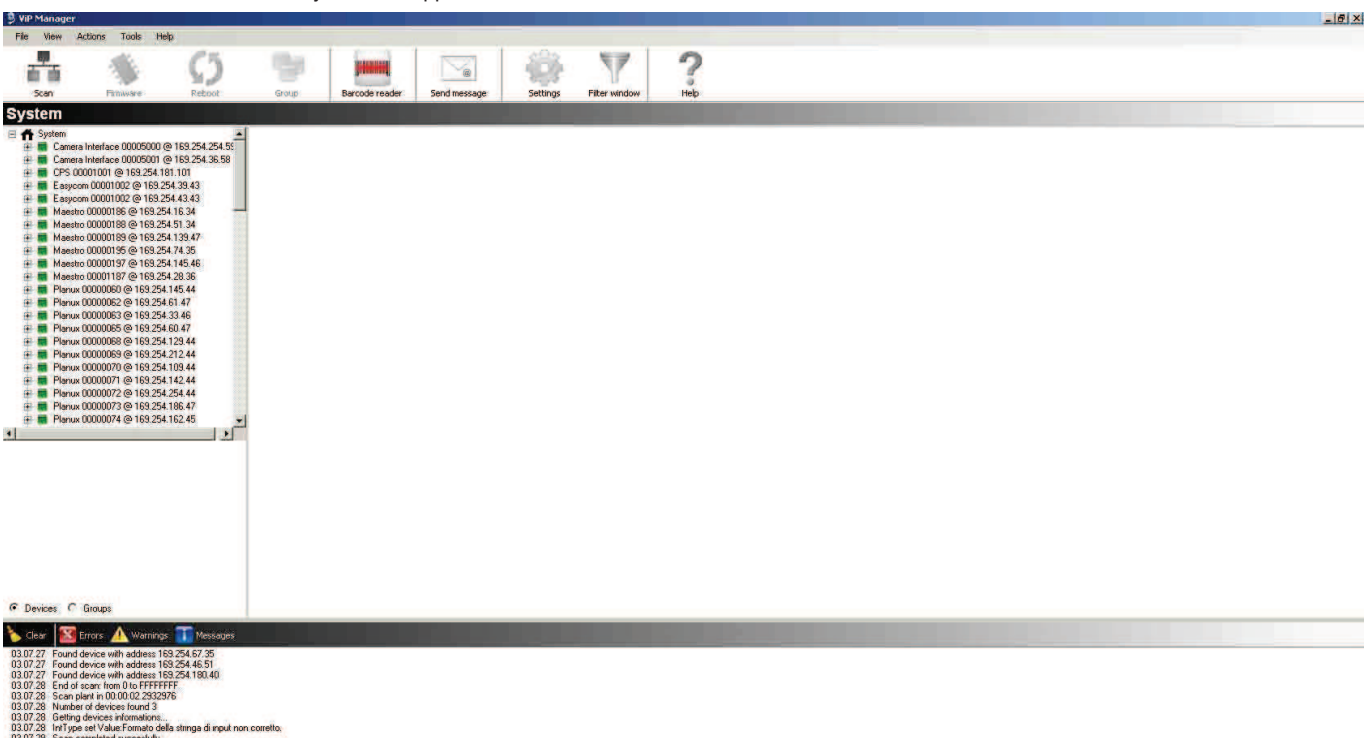 ViP Manager
File View Actions Tools Help
Scan Firmware Reboot Group Barcode reader Send message Settings Filter window Help
System
System
Camera Interface 00005000 @ 169.254.254.59
Camera Interface 00005001 @ 169.254.36.58
CPS 00001001 @ 169.254.181.101
Easycom 00001002 @ 169.254.39.43
Easycom 00001002 @ 169.254.43.43
Maestro 00000186 @ 169.254.16.34
Maestro 00000188 @ 169.254.51.34
Maestro 00000189 @ 169.254.139.47
Maestro 00000195 @ 169.254.74.35
Maestro 00000197 @ 169.254.145.46
Maestro 00001187 @ 169.254.28.36
Planux 00000060 @ 169.254.145.44
Planux 00000062 @ 169.254.61.47
Planux 00000063 @ 169.254.33.46
Planux 00000065 @ 169.254.60.47
Planux 00000068 @ 169.254.129.44
Planux 00000069 @ 169.254.212.44
Planux 00000070 @ 169.254.109.44
Planux 00000071 @ 169.254.142.44
Planux 00000072 @ 169.254.254.44
Planux 00000073 @ 169.254.186.47
Planux 00000074 @ 169.254.162.45
Devices Groups
Clear Errors Warnings Messages
03.07.27 Found device with address 169.254.67.35
03.07.27 Found device with address 169.254.46.51
03.07.27 Found device with address 169.254.180.40
03.07.28 End of scan: from 0 to FFFFFFFF
03.07.28 Scan plant in 00:00:02.2932976
03.07.28 Number of devices found 3
03.07.28 Getting devices informations...
03.07.28 IntType set Value:Formato della stringa di input non corretto.